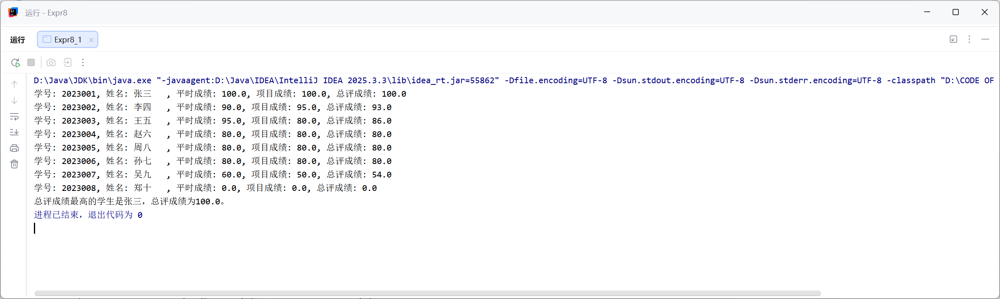 运行 - Expr8
运行 Expr8_1
D:\Java\JDK\bin\java.exe "-javaagent:D:\Java\IDEA\IntelliJ IDEA 2025.3.3\lib\idea_rt.jar=55862" -Dfile.encoding=UTF-8 -Dsun.stdout.encoding=UTF-8 -Dsun.stderr.encoding=UTF-8 -classpath "D:\CODE OF
学号: 2023001, 姓名: 张三   , 平时成绩: 100.0, 项目成绩: 100.0, 总评成绩: 100.0
学号: 2023002, 姓名: 李四   , 平时成绩: 90.0, 项目成绩: 95.0, 总评成绩: 93.0
学号: 2023003, 姓名: 王五   , 平时成绩: 95.0, 项目成绩: 80.0, 总评成绩: 86.0
学号: 2023004, 姓名: 赵六   , 平时成绩: 80.0, 项目成绩: 80.0, 总评成绩: 80.0
学号: 2023005, 姓名: 周八   , 平时成绩: 80.0, 项目成绩: 80.0, 总评成绩: 80.0
学号: 2023006, 姓名: 孙七   , 平时成绩: 80.0, 项目成绩: 80.0, 总评成绩: 80.0
学号: 2023007, 姓名: 吴九   , 平时成绩: 60.0, 项目成绩: 50.0, 总评成绩: 54.0
学号: 2023008, 姓名: 郑十   , 平时成绩: 0.0, 项目成绩: 0.0, 总评成绩: 0.0
总评成绩最高的学生是张三，总评成绩为100.0。
进程已结束，退出代码为 0